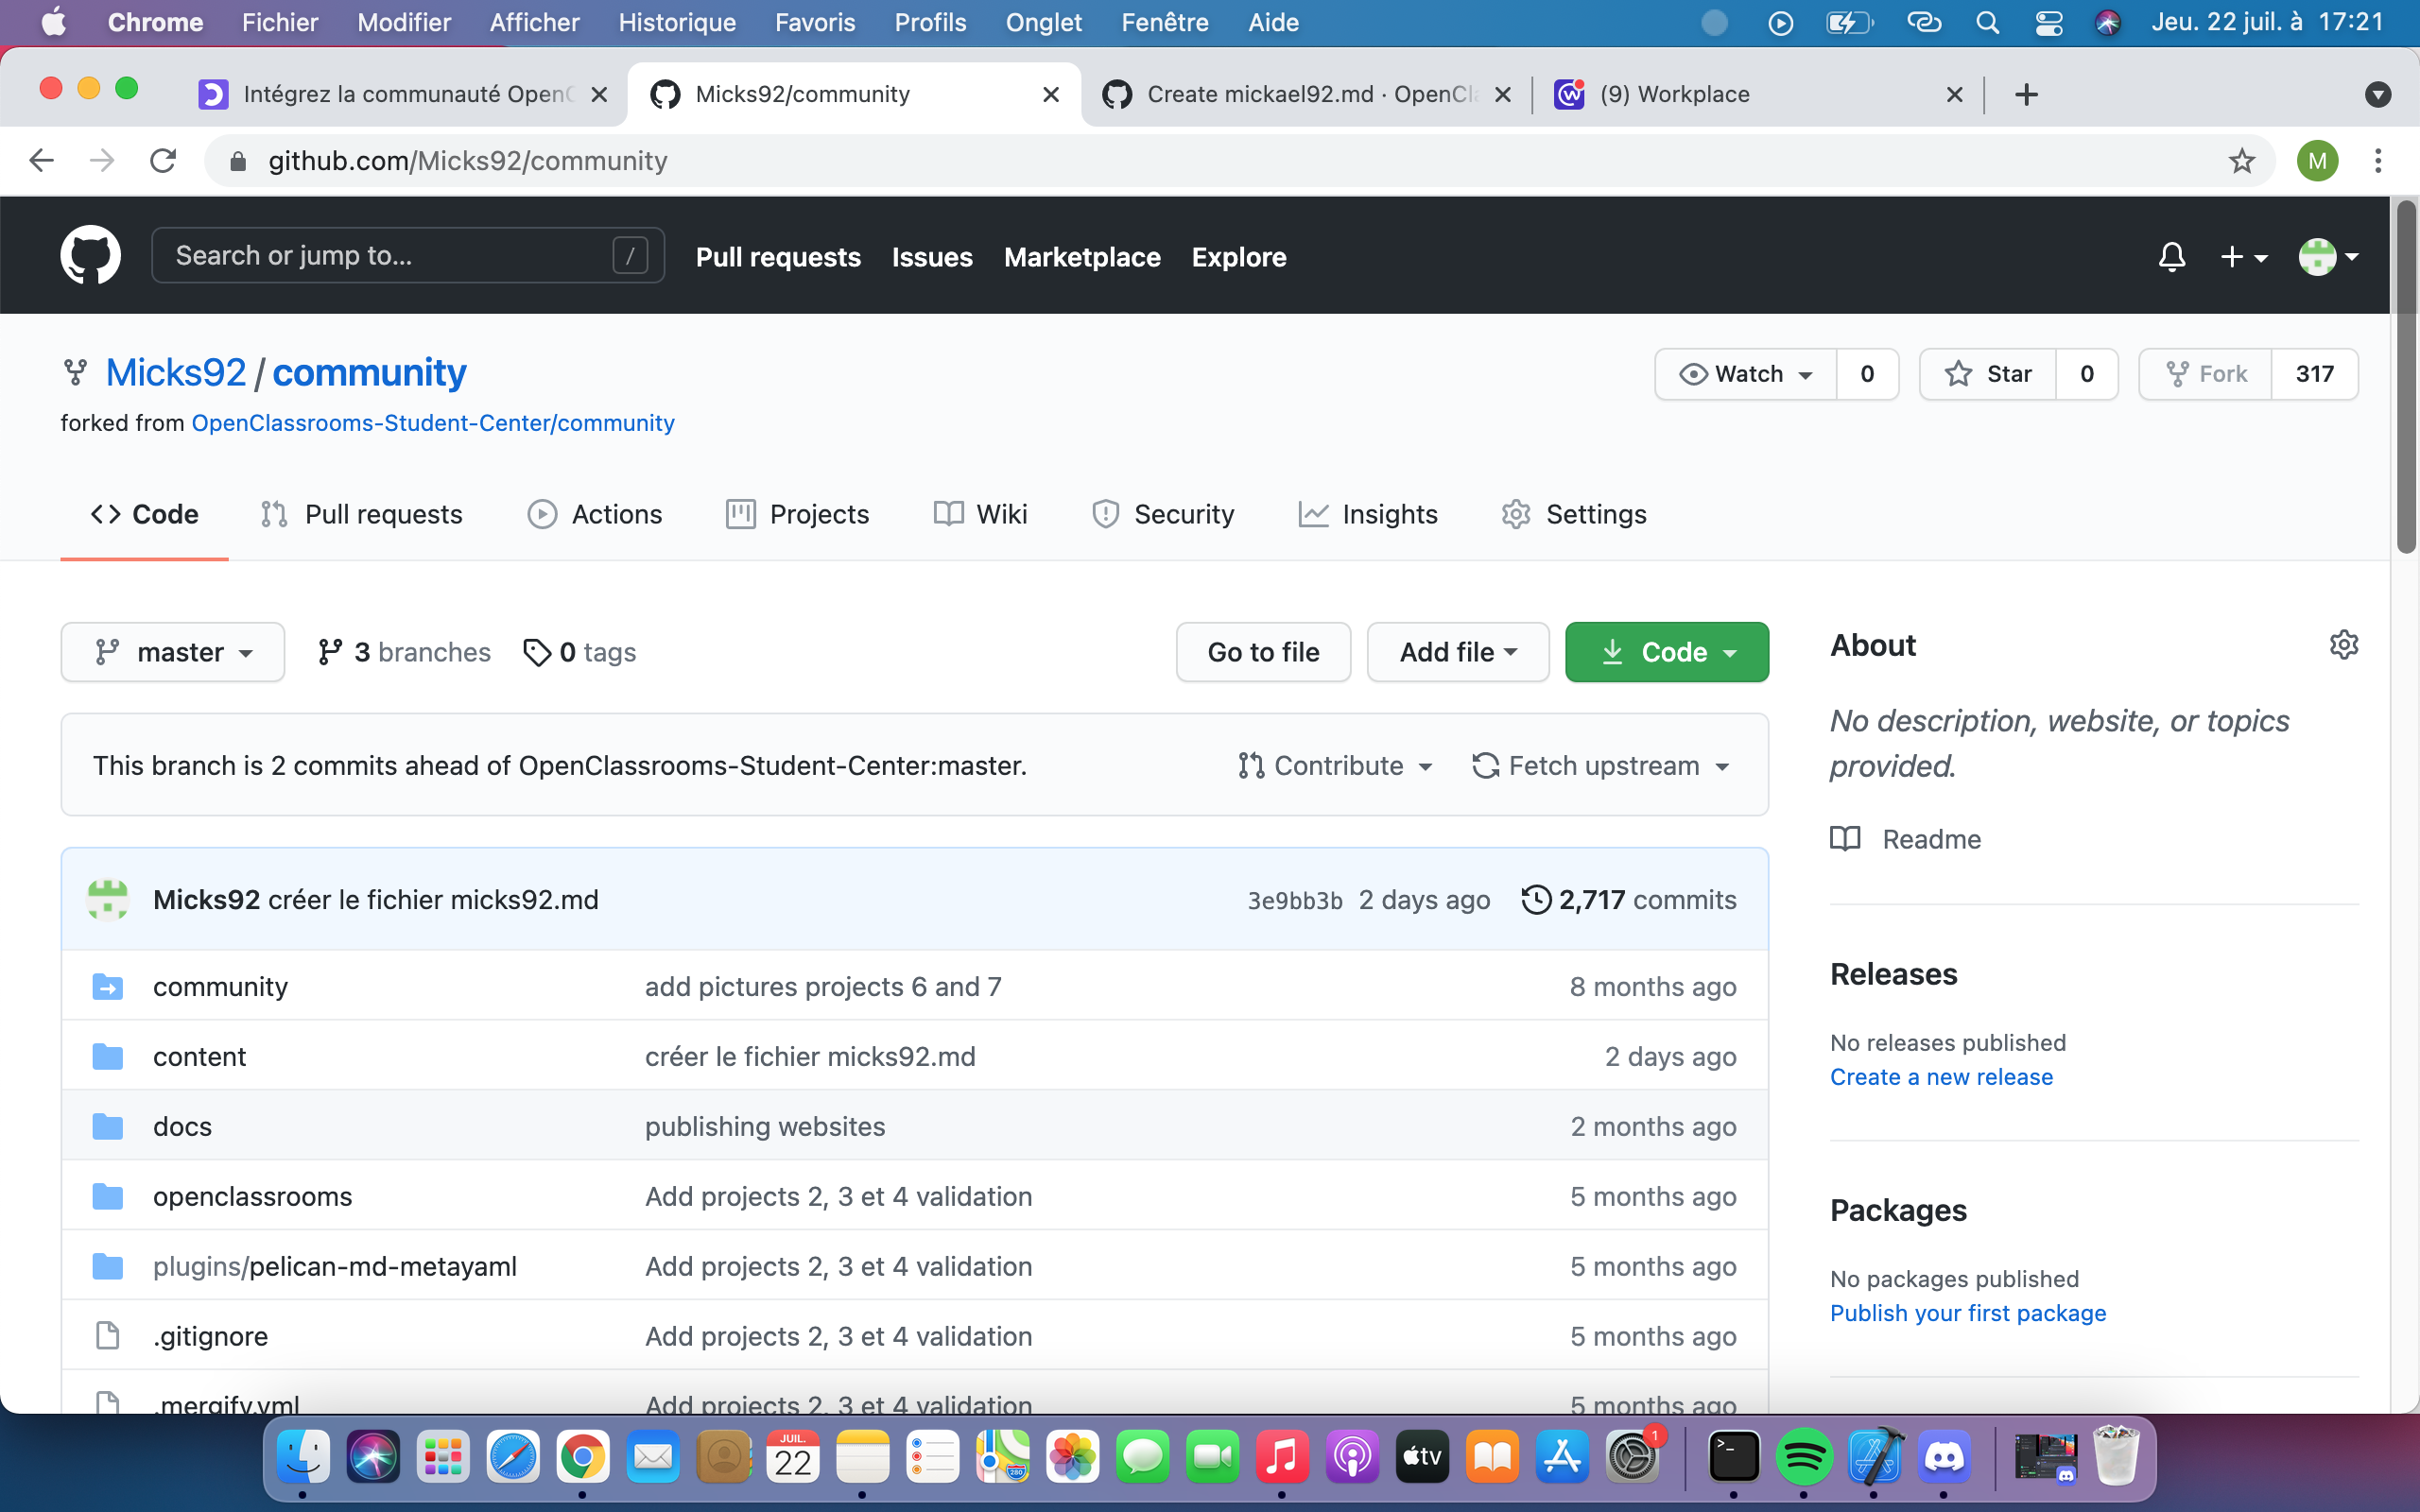 Chrome Fichier Modifier Afficher Historique Favoris Profils Onglet Fenêtre Aide Jeu. 22 juil. à 17:21
Intégrez la communauté Open Micks92/community Create mickael92.md · OpenCla (9) Workplace
github.com/Micks92/community M
Search or jump to... / Pull requests Issues Marketplace Explore
Micks92 / community Watch 0 Star 0 Fork 317
forked from OpenClassrooms-Student-Center/community
Code Pull requests Actions Projects Wiki Security Insights Settings
master 3 branches 0 tags Go to file Add file Code
This branch is 2 commits ahead of OpenClassrooms-Student-Center:master. Contribute Fetch upstream
Micks92 créer le fichier micks92.md 3e9bb3b 2 days ago 2,717 commits
community add pictures projects 6 and 7 8 months ago
content créer le fichier micks92.md 2 days ago
docs publishing websites 2 months ago
openclassrooms Add projects 2, 3 et 4 validation 5 months ago
plugins/pelican-md-metayaml Add projects 2, 3 et 4 validation 5 months ago
.gitignore Add projects 2, 3 et 4 validation 5 months ago
.mergify.yml Add projects 2, 3 et 4 validation 5 months ago
About
No description, website, or topics
provided.
Readme
Releases
No releases published
Create a new release
Packages
No packages published
Publish your first package
JUIL.
22
280
tv
1